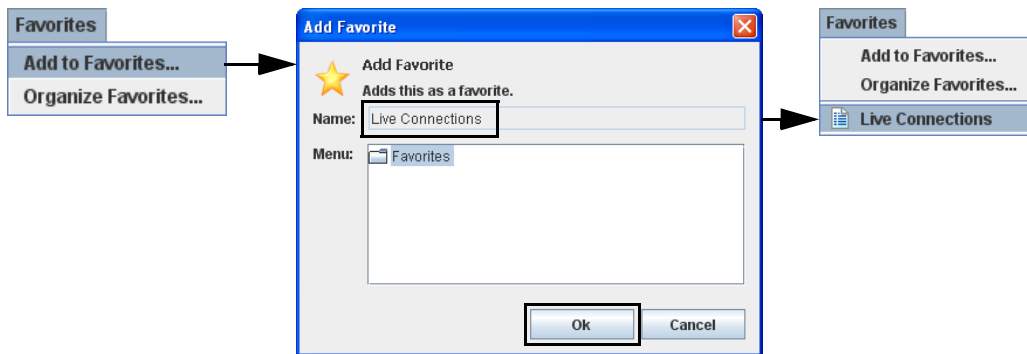 Favorites
Add to Favorites...
Organize Favorites...
Add Favorite
Add Favorite
Adds this as a favorite.
Name: Live Connections
Menu: Favorites
Ok Cancel
Favorites
Add to Favorites...
Organize Favorites...
Live Connections